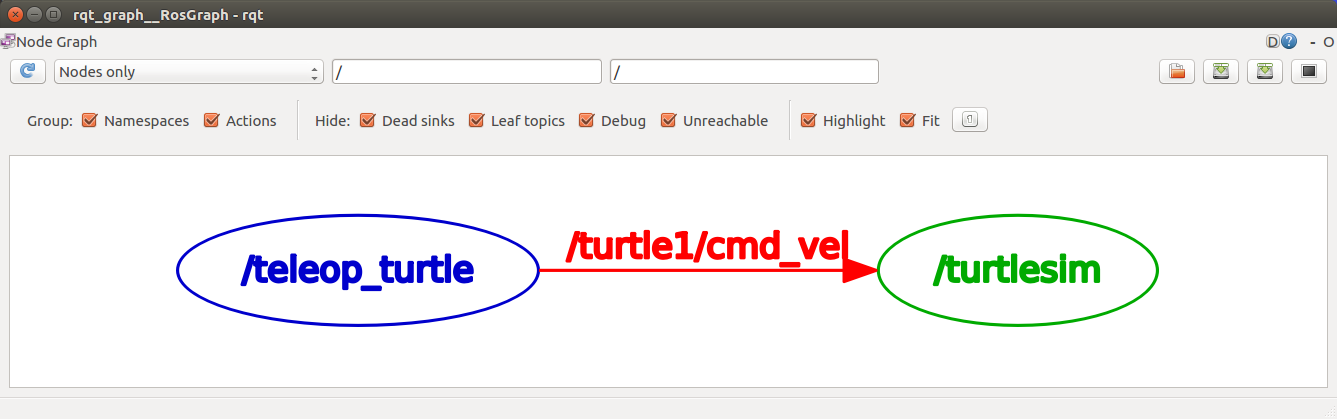 rqt_graph__RosGraph - rqt
Node Graph D ? - O
Nodes only / /
Group: Namespaces Actions Hide: Dead sinks Leaf topics Debug Unreachable Highlight Fit
/teleop_turtle /turtle1/cmd_vel /turtlesim